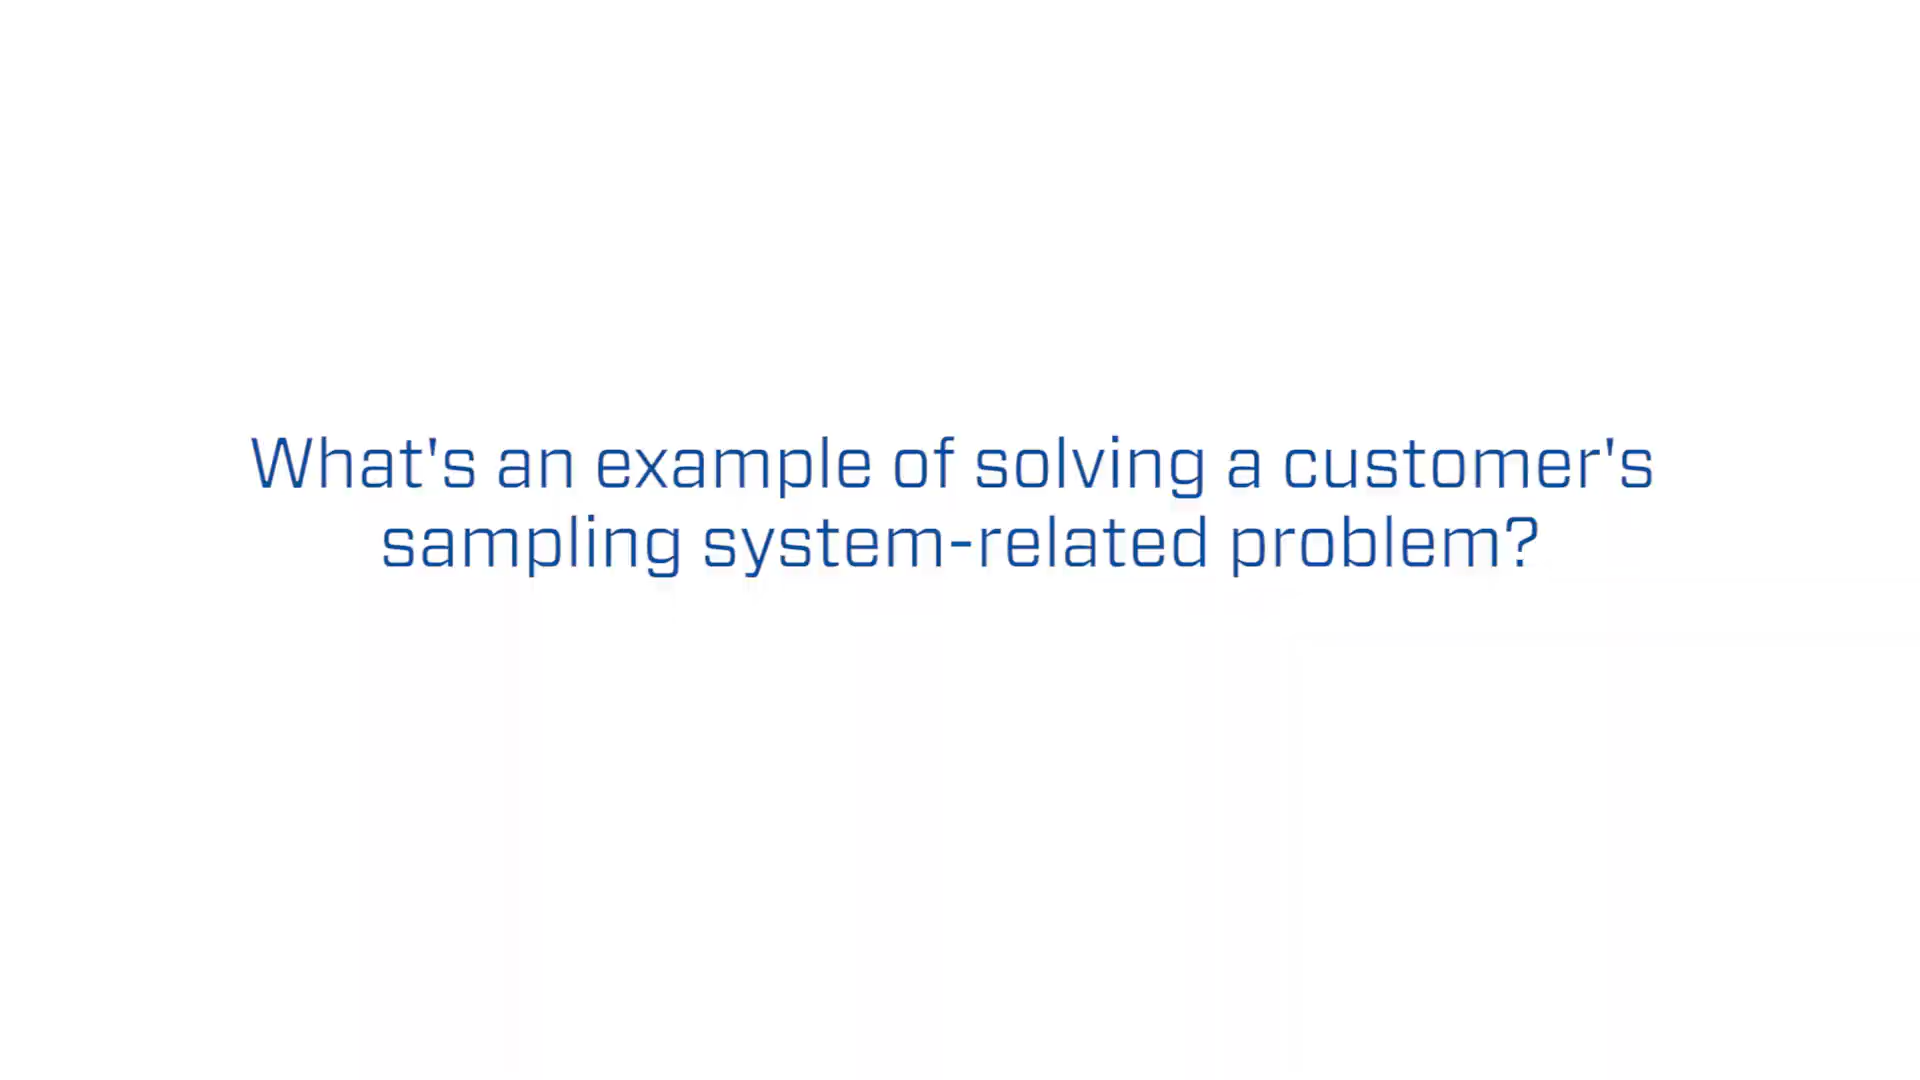 What's an example of solving a customer's
sampling system-related problem?